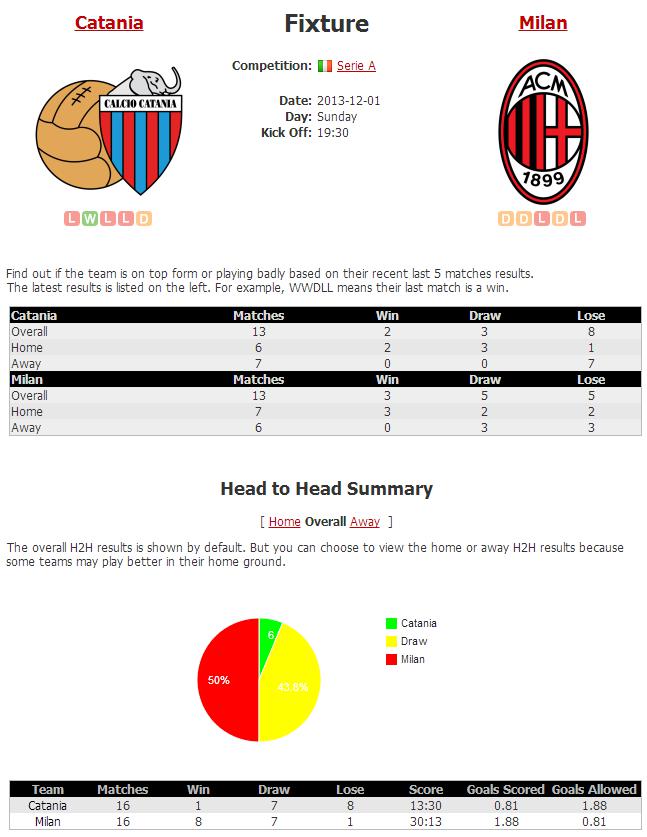 Catania Fixture Milan
Competition: Serie A
CALCIO CATANIA
ACM
1899
Date: 2013-12-01
Day: Sunday
Kick Off: 19:30
L W L L D
D D L D L
Find out if the team is on top form or playing badly based on their recent last 5 matches results.
The latest results is listed on the left. For example, WWDLL means their last match is a win.
Catania Matches Win Draw Lose
Overall 13 2 3 8
Home 6 2 3 1
Away 7 0 0 7
Milan Matches Win Draw Lose
Overall 13 3 5 5
Home 7 3 2 2
Away 6 0 3 3
Head to Head Summary
[ Home Overall Away ]
The overall H2H results is shown by default. But you can choose to view the home or away H2H results because
some teams may play better in their home ground.
6
50%
43.8%
Catania
Draw
Milan
Team Matches Win Draw Lose Score Goals Scored Goals Allowed
Catania 16 1 7 8 13:30 0.81 1.88
Milan 16 8 7 1 30:13 1.88 0.81